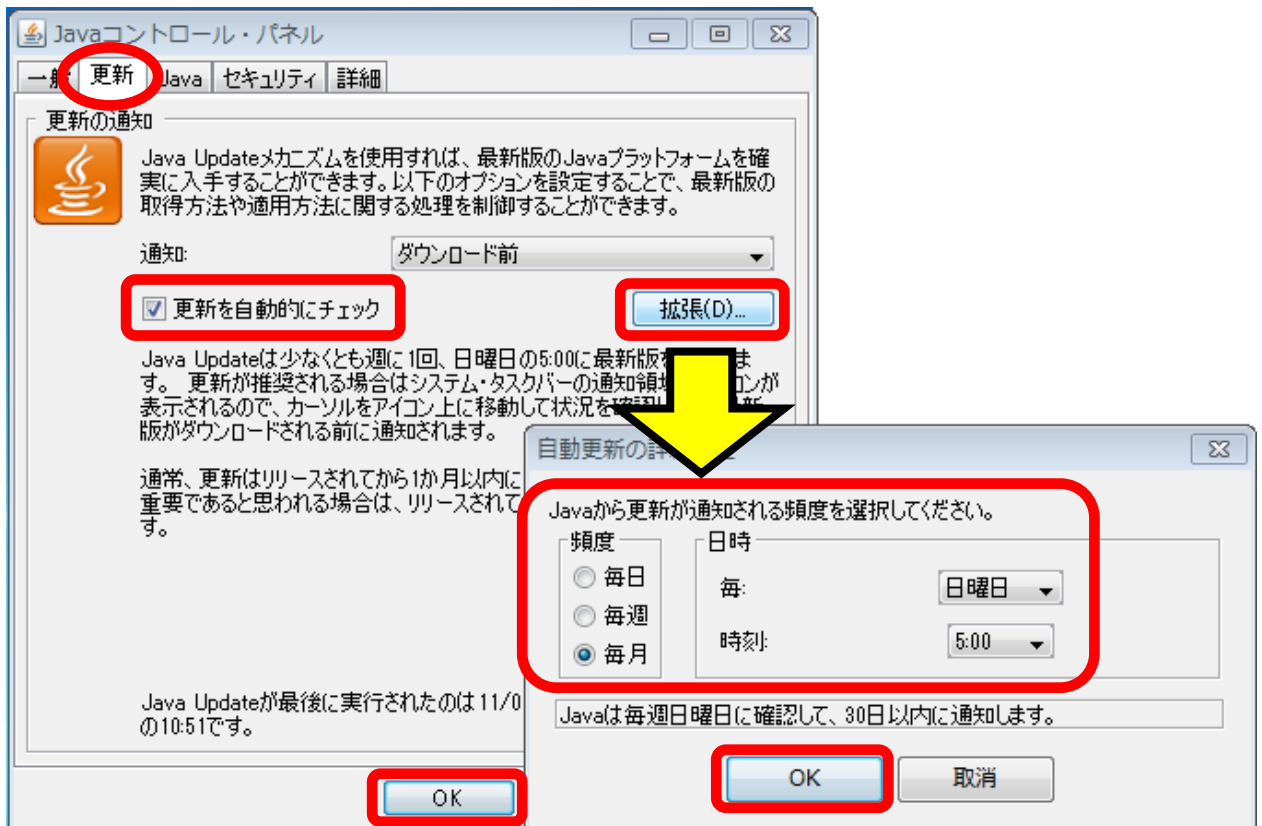 Javaコントロール・パネル
一般 更新 Java セキュリティ 詳細
更新の通知
Java Updateメカニズムを使用すれば、最新版のJavaプラットフォームを確
実に入手することができます。以下のオプションを設定することで、最新版の
取得方法や適用方法に関する処理を制御することができます。
通知: ダウンロード前
更新を自動的にチェック 拡張(D)...
Java Updateは少なくとも週に1回、日曜日の5:00に最新版を
す。 更新が推奨される場合はシステム・タスクバーの通知領域 コンが
表示されるので、カーソルをアイコン上に移動して状況を確認
版がダウンロードされる前に通知されます。
通常、更新はリリースされてから1か月以内に
重要であると思われる場合は、リリースされて
す。
Java Updateが最後に実行されたのは11/0
の10:51です。
OK
自動更新の詳
Javaから更新が通知される頻度を選択してください。
頻度 日時
毎日
毎週
毎月
毎: 日曜日
時刻: 5:00
Javaは毎週日曜日に確認して、30日以内に通知します。
OK 取消